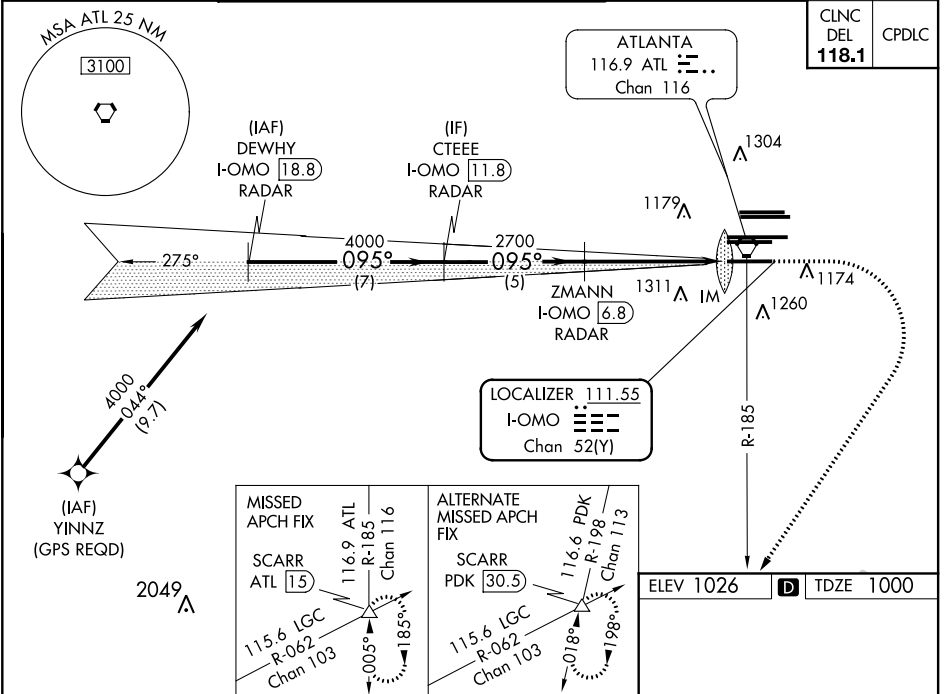 MSA ATL 25 NM
3100
CLNC
DEL
118.1
CPDLC
ATLANTA
116.9 ATL
Chan 116
(IAF)
DEWHY
I-OMO 18.8
RADAR
(IF)
CTEEE
I-OMO 11.8
RADAR
1304
1179
275°
4000
095°
(7)
2700
095°
(5)
ZMANN
I-OMO 6.8
RADAR
1311
IM
1174
1260
4000
044°
(9.7)
(IAF)
YINNZ
(GPS REQD)
LOCALIZER 111.55
I-OMO
Chan 52(Y)
R-185
2049
MISSED
APCH FIX
SCARR
ATL 15
116.9 ATL
R-185
Chan 116
115.6 LGC
R-062
Chan 103
005°
185°
ALTERNATE
MISSED APCH
FIX
SCARR
PDK 30.5
116.6 PDK
R-198
Chan 113
115.6 LGC
R-062
Chan 103
018°
198°
ELEV 1026
D
TDZE 1000